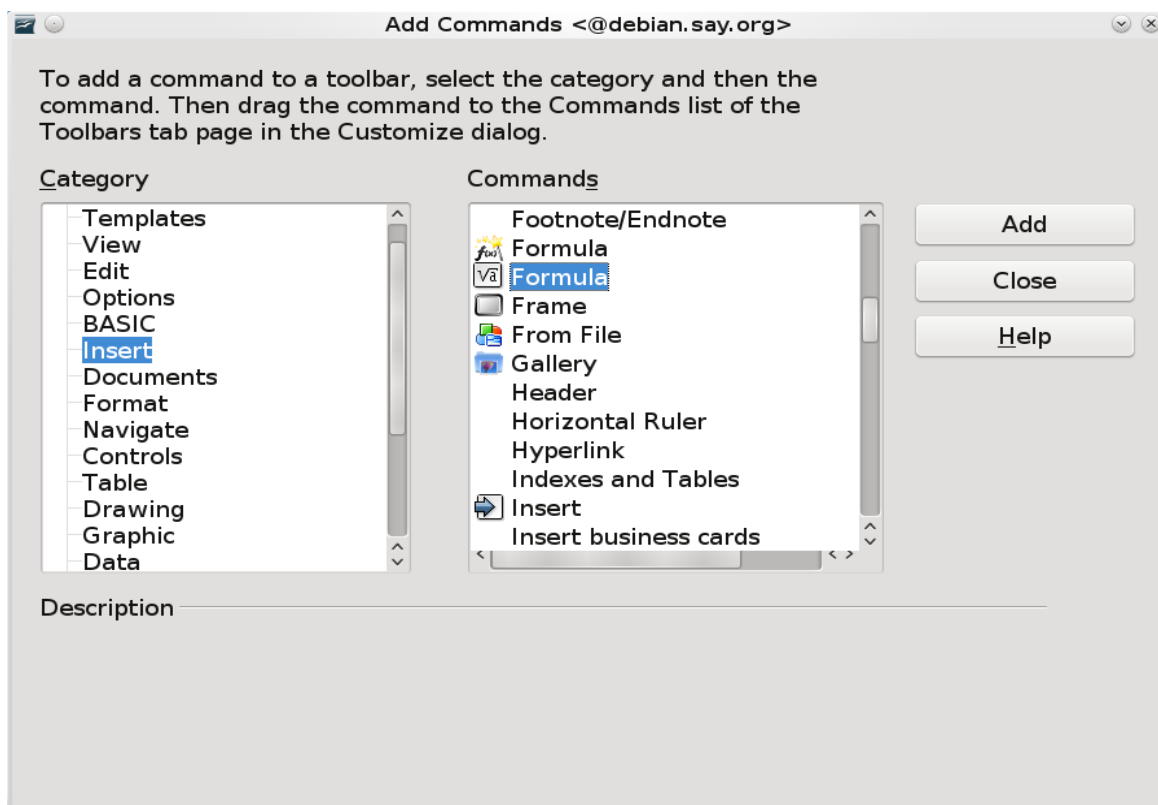 Add Commands <@debian.say.org>
To add a command to a toolbar, select the category and then the
command. Then drag the command to the Commands list of the
Toolbars tab page in the Customize dialog.
Category
Templates
View
Edit
Options
BASIC
Insert
Documents
Format
Navigate
Controls
Table
Drawing
Graphic
Data
Commands
Footnote/Endnote
f(x) Formula
√a Formula
Frame
From File
Gallery
Header
Horizontal Ruler
Hyperlink
Indexes and Tables
Insert
Insert business cards
Add
Close
Help
Description